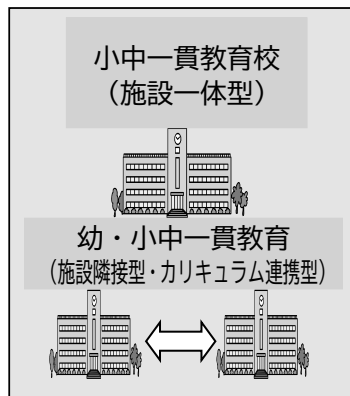 小中一貫教育校
（施設一体型）
幼・小中一貫教育
（施設隣接型・カリキュラム連携型）